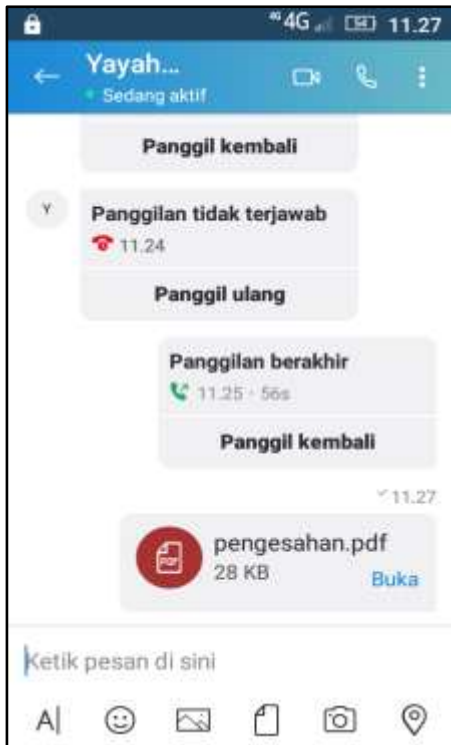 4G 11.27
Yayah...
Sedang aktif
Panggil kembali
Y
Panggilan tidak terjawab
11.24
Panggil ulang
Panggilan berakhir
11.25 - 56s
Panggil kembali
11.27
pengesahan.pdf
PDF
28 KB
Buka
Ketik pesan di sini
A|